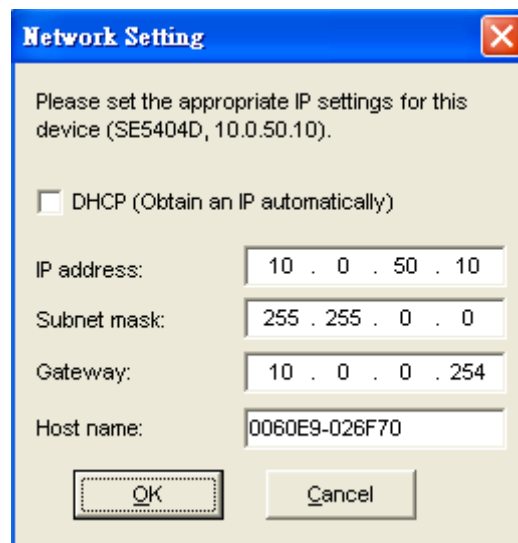 Network Setting
Please set the appropriate IP settings for this
device (SE5404D, 10.0.50.10).
DHCP (Obtain an IP automatically)
IP address: 10 . 0 . 50 . 10
Subnet mask: 255 . 255 . 0 . 0
Gateway: 10 . 0 . 0 . 254
Host name: 0060E9-026F70
OK Cancel